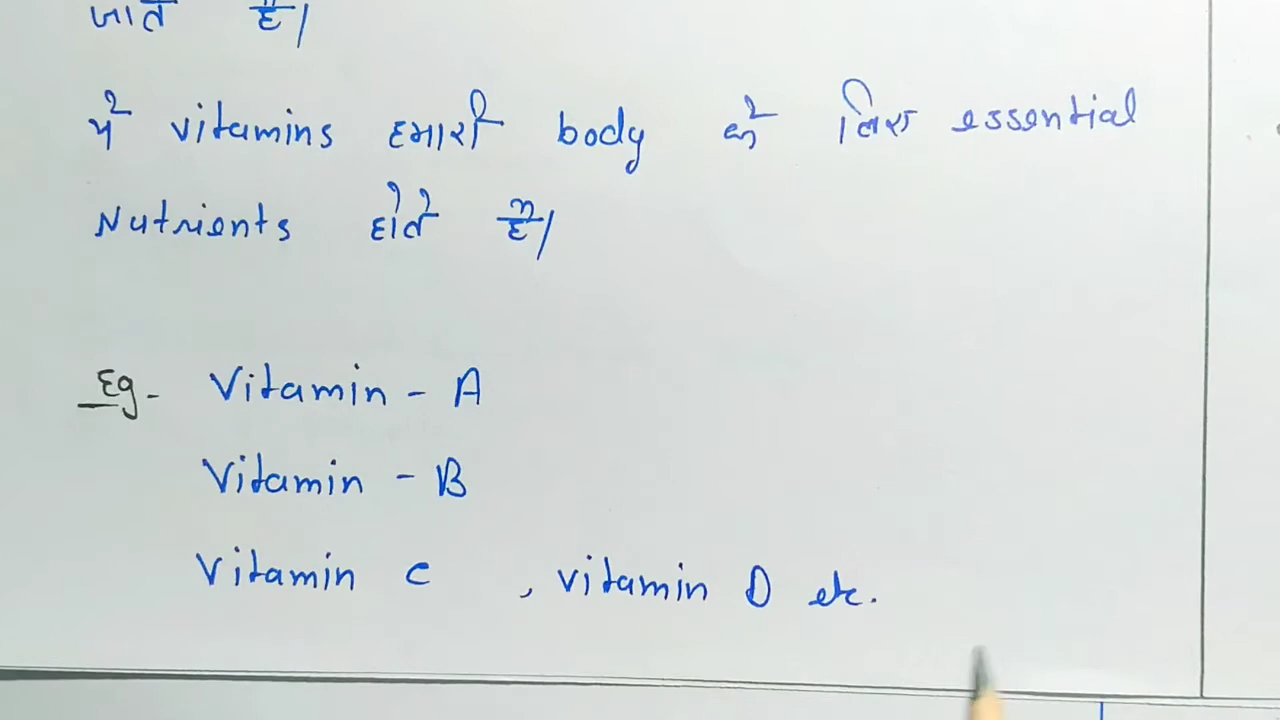 जाते हैं।
ये vitamins हमारी body के लिए essential
Nutrients होते हैं।
Eg- Vitamin - A
Vitamin - B
Vitamin C , vitamin D etc.